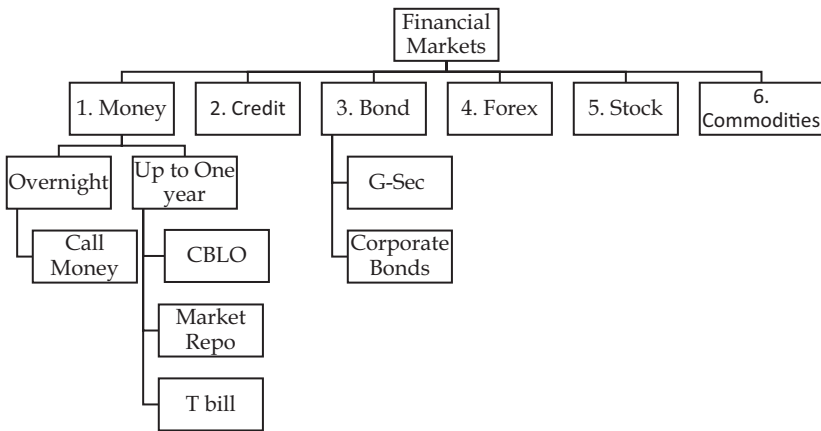 Financial
Markets
1. Money
2. Credit
3. Bond
4. Forex
5. Stock
6.
Commodities
Overnight
Up to One
year
G-Sec
Call
Money
CBLO
Corporate
Bonds
Market
Repo
T bill